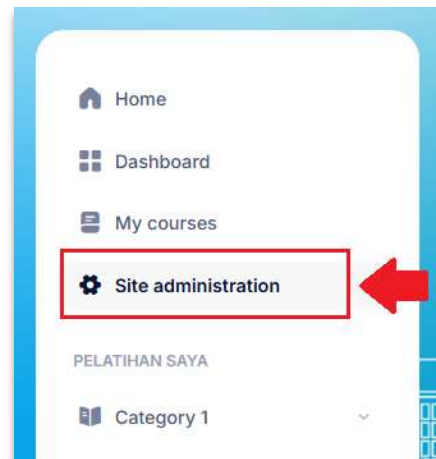 Home
Dashboard
My courses
Site administration
PELATIHAN SAYA
Category 1